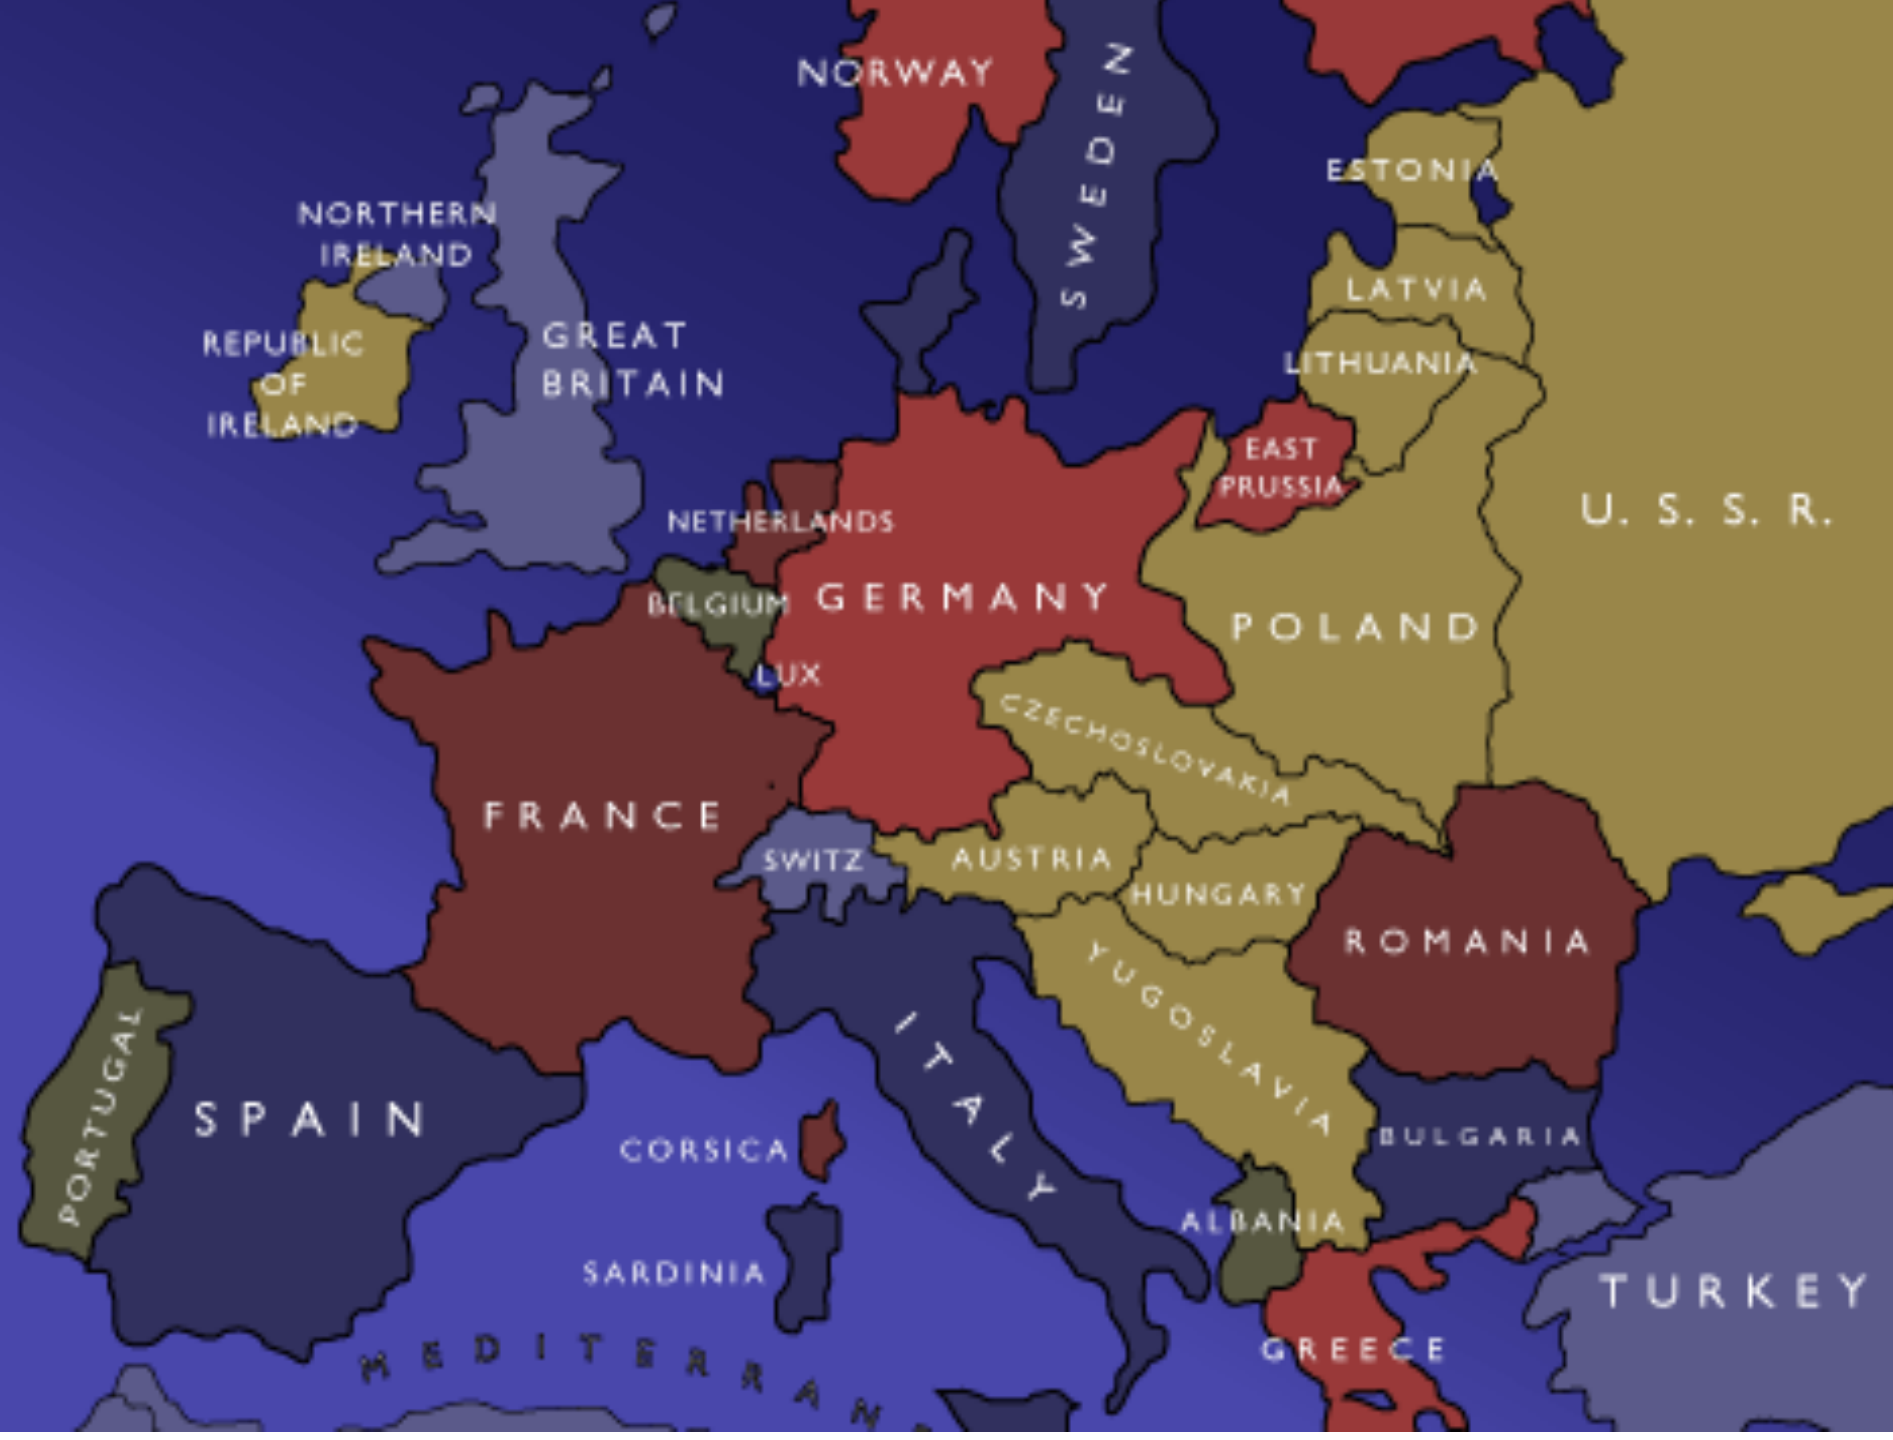 NORWAY
SWEDEN
ESTONIA
NORTHERN
IRELAND
LATVIA
GREAT
BRITAIN
REPUBLIC
OF
IRELAND
LITHUANIA
EAST
PRUSSIA
U. S. S. R.
NETHERLANDS
BELGIUM
GERMANY
POLAND
LUX
CZECHOSLOVAKIA
FRANCE
SWITZ
AUSTRIA
HUNGARY
ROMANIA
YUGOSLAVIA
ITALY
PORTUGAL
SPAIN
CORSICA
BULGARIA
ALBANIA
SARDINIA
TURKEY
GREECE
MEDITERRAN